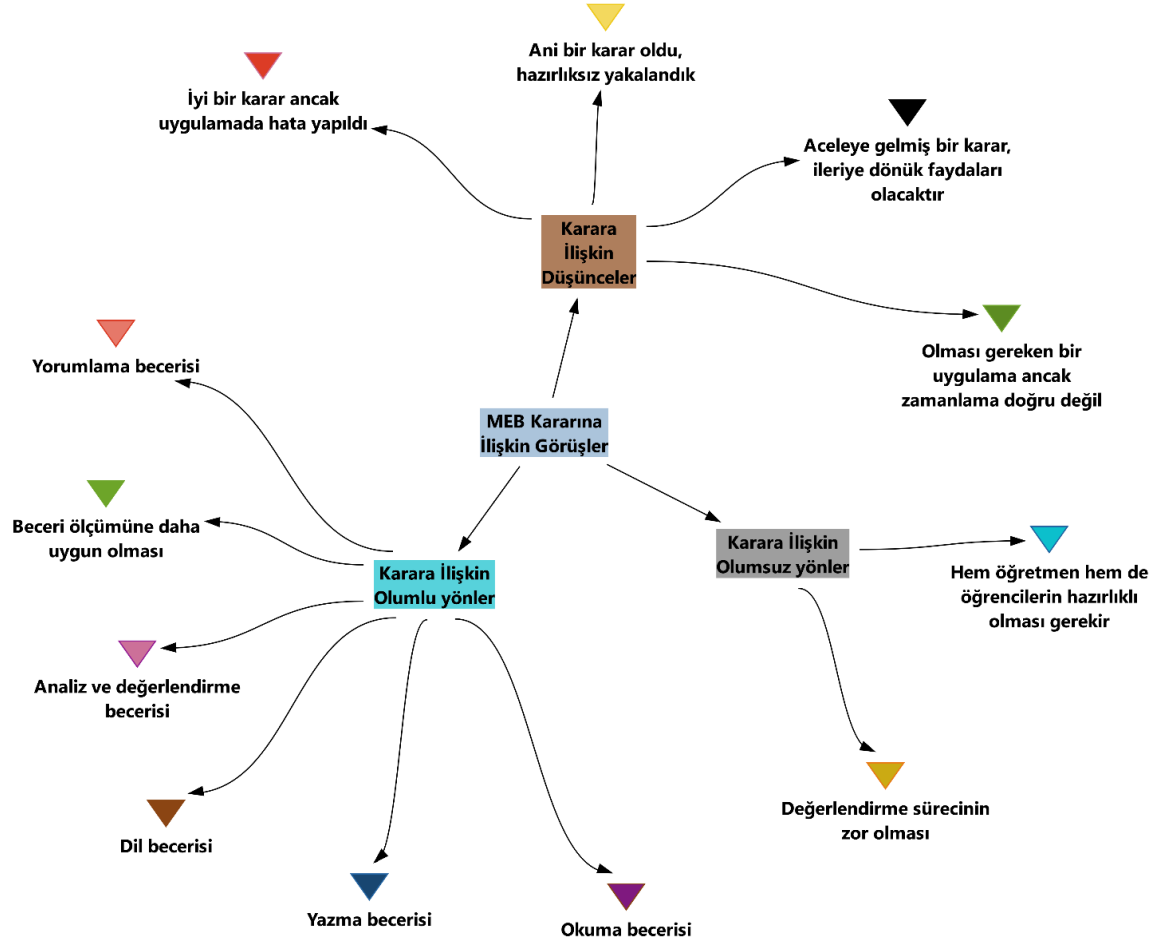 Ani bir karar oldu,
hazırlıksız yakalandık
İyi bir karar ancak
uygulamada hata yapıldı
Aceleye gelmiş bir karar,
ileriye dönük faydaları
olacaktır
Karara
İlişkin
Düşünceler
Olması gereken bir
uygulama ancak
zamanlama doğru değil
Yorumlama becerisi
MEB Kararına
İlişkin Görüşler
Beceri ölçümüne daha
uygun olması
Karara İlişkin
Olumsuz yönler
Karara İlişkin
Olumlu yönler
Hem öğretmen hem de
öğrencilerin hazırlıklı
olması gerekir
Analiz ve değerlendirme
becerisi
Değerlendirme sürecinin
zor olması
Dil becerisi
Yazma becerisi
Okuma becerisi